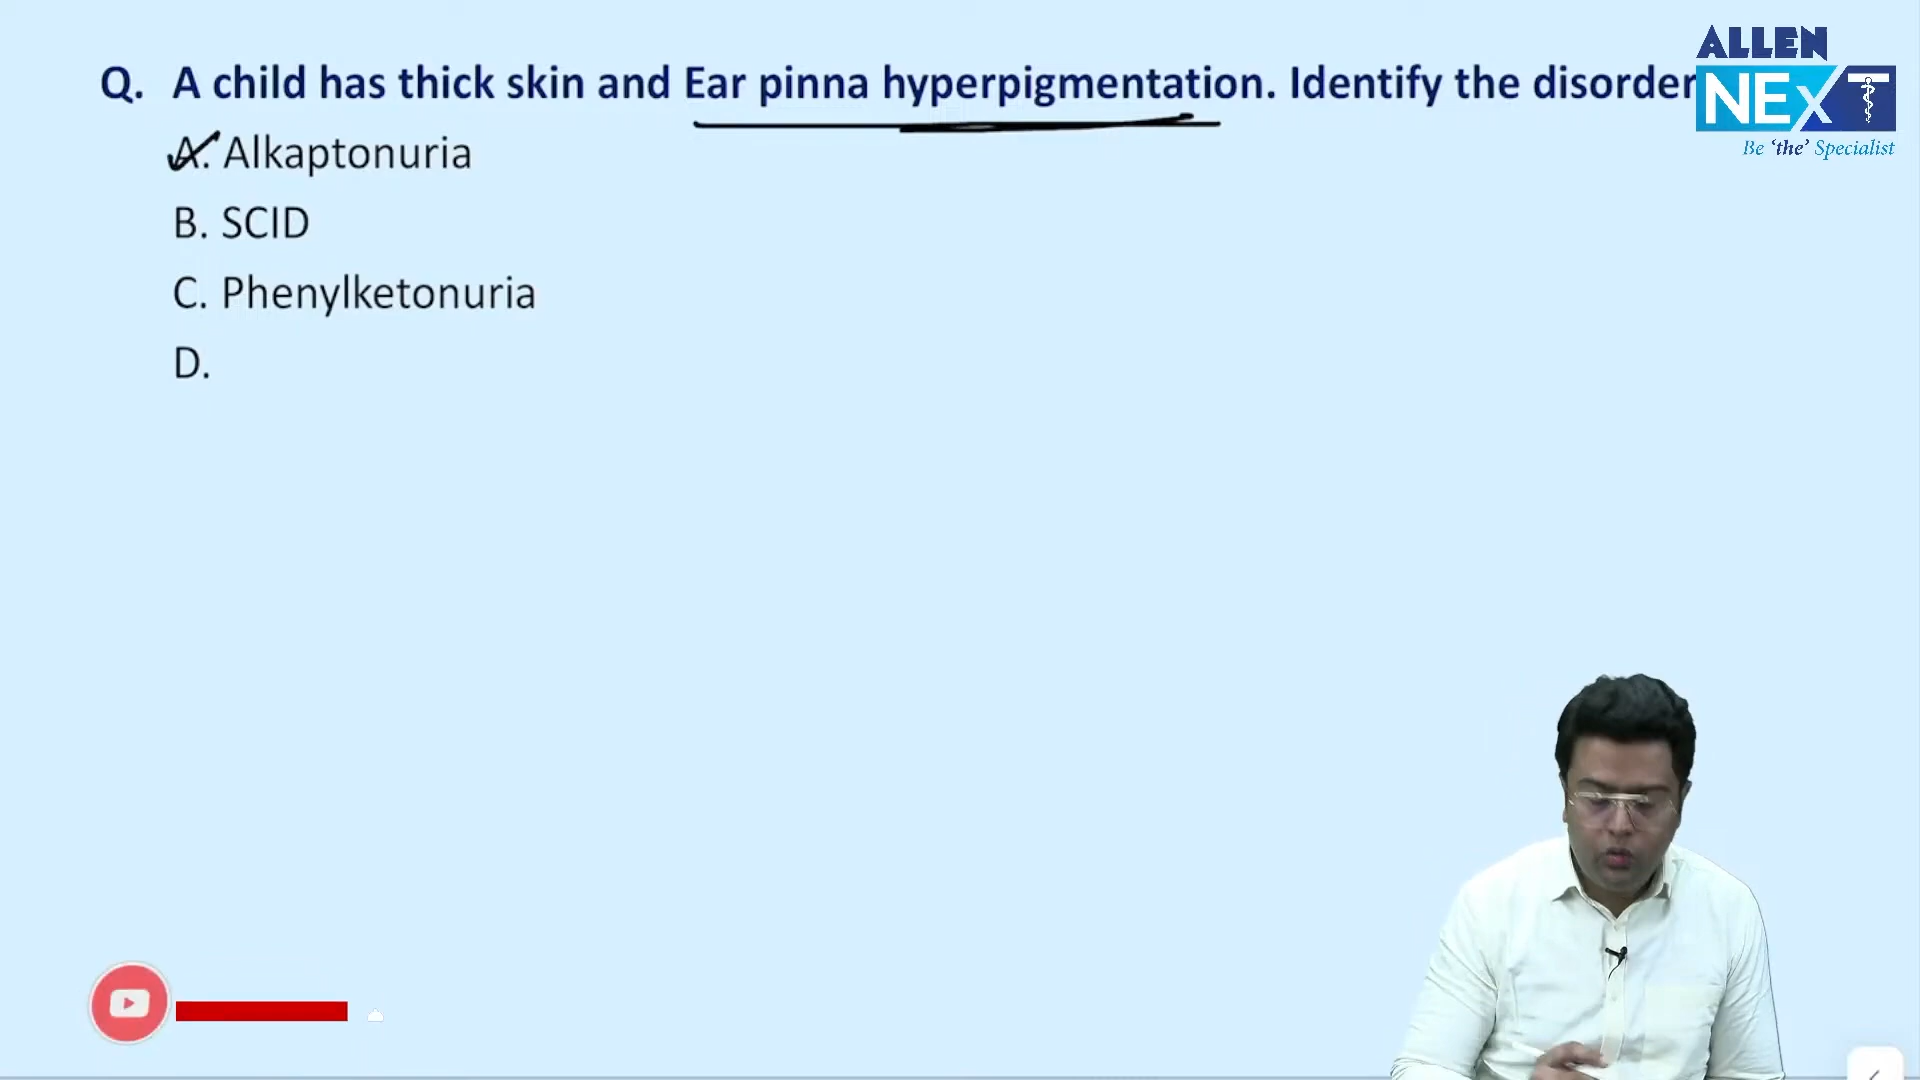 Q. A child has thick skin and Ear pinna hyperpigmentation. Identify the disorder
A. Alkaptonuria
B. SCID
C. Phenylketonuria
D.
ALLEN
NEXT
Be 'the' Specialist